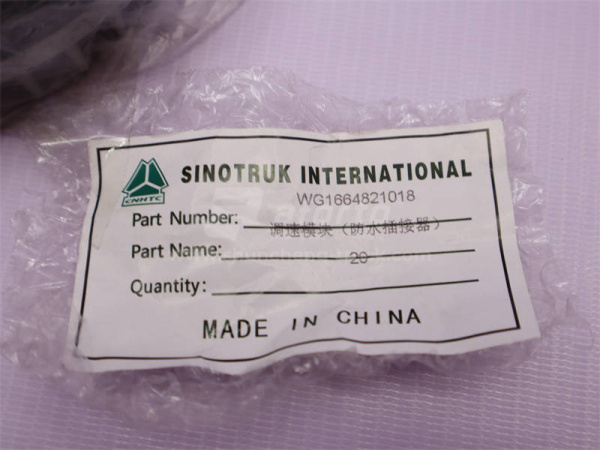 SINOTRUK INTERNATIONAL
CNHTC
WG1664821018
Part Number:
调速模块（防水插接器）
Part Name:
20
Quantity:
MADE IN CHINA